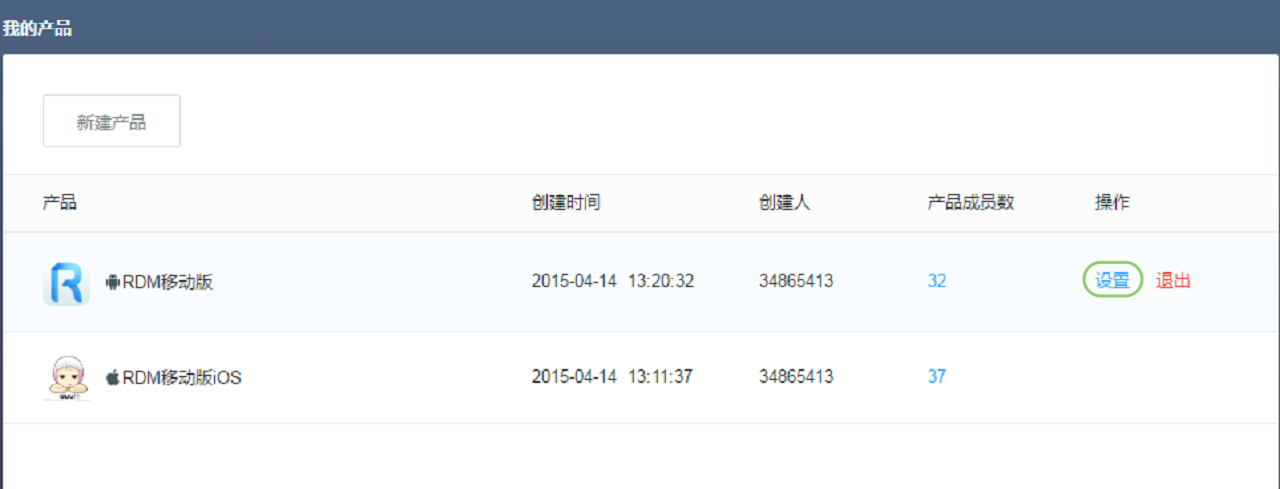 我的产品
新建产品
产品 创建时间 创建人 产品成员数 操作
RDM移动版 2015-04-14 13:20:32 34865413 32 设置 退出
RDM移动版iOS 2015-04-14 13:11:37 34865413 37